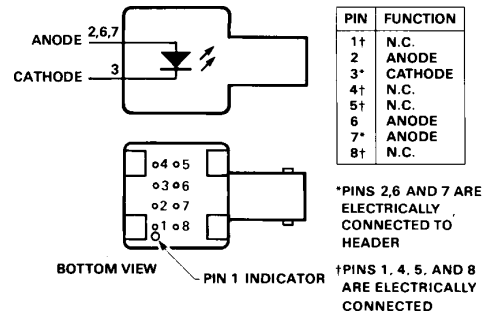 ANODE 2,6,7
CATHODE 3
4 5
3 6
2 7
1 8
BOTTOM VIEW
PIN 1 INDICATOR
PIN FUNCTION
1† N.C.
2 ANODE
3* CATHODE
4† N.C.
5† N.C.
6 ANODE
7* ANODE
8† N.C.
*PINS 2,6 AND 7 ARE
ELECTRICALLY
CONNECTED TO
HEADER
†PINS 1, 4, 5, AND 8
ARE ELECTRICALLY
CONNECTED